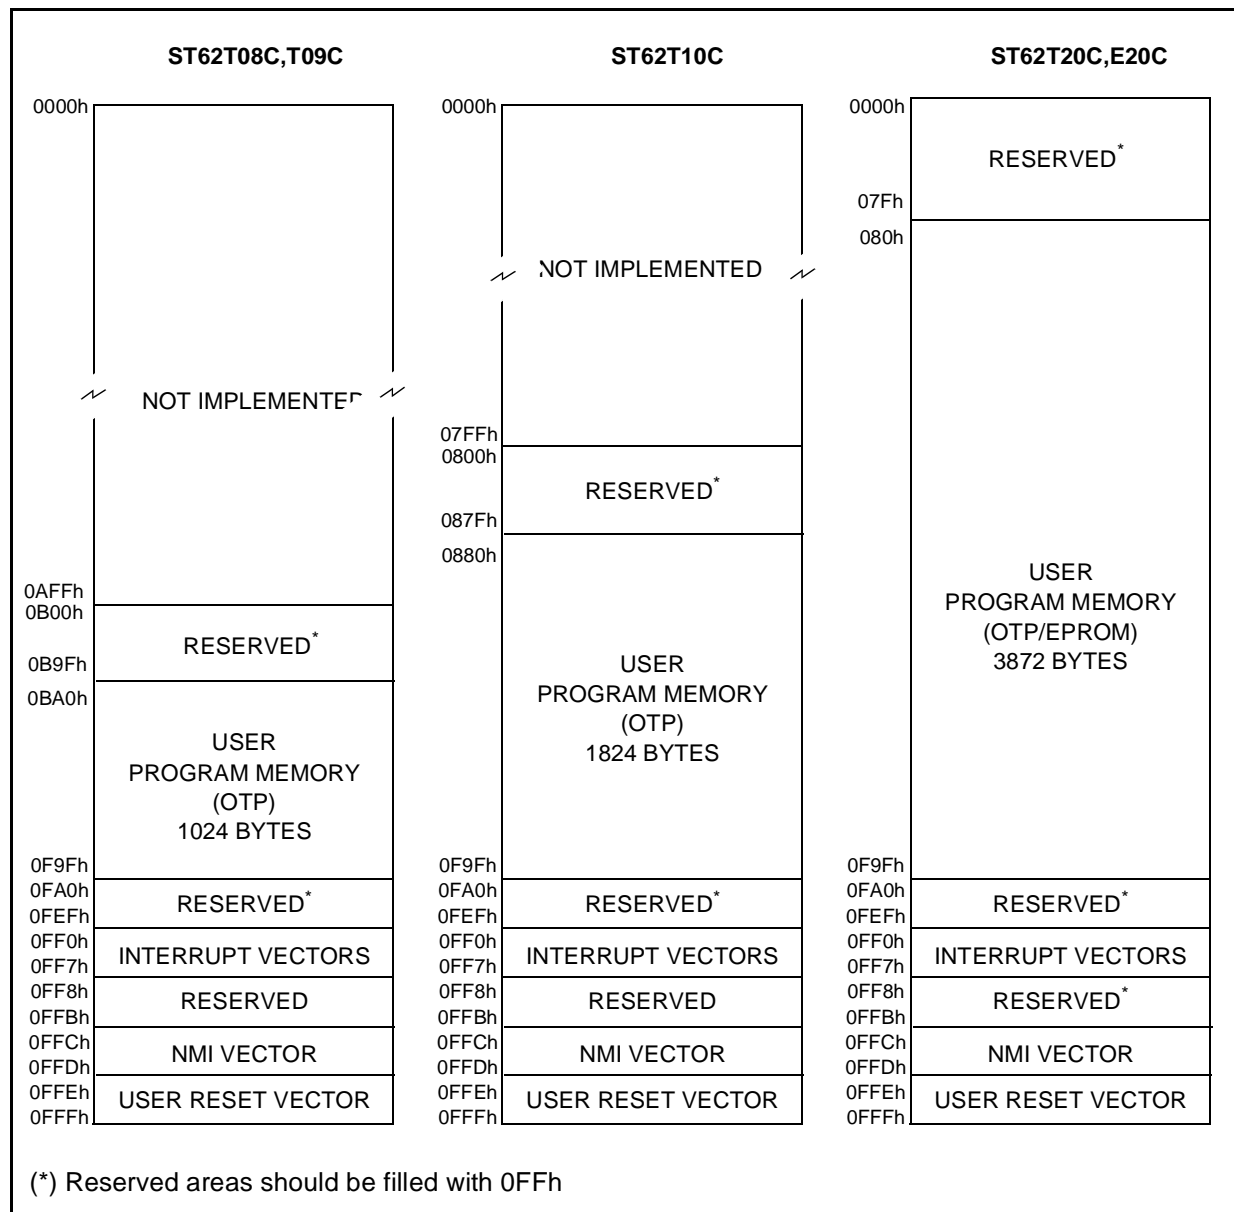 ST62T08C,T09C
0000h
NOT IMPLEMENTED
0AFFh
0B00h
RESERVED*
0B9Fh
0BA0h
USER
PROGRAM MEMORY
(OTP)
1024 BYTES
0F9Fh
0FA0h
RESERVED*
0FEFh
0FF0h
INTERRUPT VECTORS
0FF7h
0FF8h
RESERVED
0FFBh
0FFCh
NMI VECTOR
0FFDh
0FFEh
USER RESET VECTOR
0FFFh
ST62T10C
0000h
NOT IMPLEMENTED
07FFh
0800h
RESERVED*
087Fh
0880h
USER
PROGRAM MEMORY
(OTP)
1824 BYTES
0F9Fh
0FA0h
RESERVED*
0FEFh
0FF0h
INTERRUPT VECTORS
0FF7h
0FF8h
RESERVED
0FFBh
0FFCh
NMI VECTOR
0FFDh
0FFEh
USER RESET VECTOR
0FFFh
ST62T20C,E20C
0000h
RESERVED*
07Fh
080h
USER
PROGRAM MEMORY
(OTP/EPROM)
3872 BYTES
0F9Fh
0FA0h
RESERVED*
0FEFh
0FF0h
INTERRUPT VECTORS
0FF7h
0FF8h
RESERVED*
0FFBh
0FFCh
NMI VECTOR
0FFDh
0FFEh
USER RESET VECTOR
0FFFh
(*) Reserved areas should be filled with 0FFh